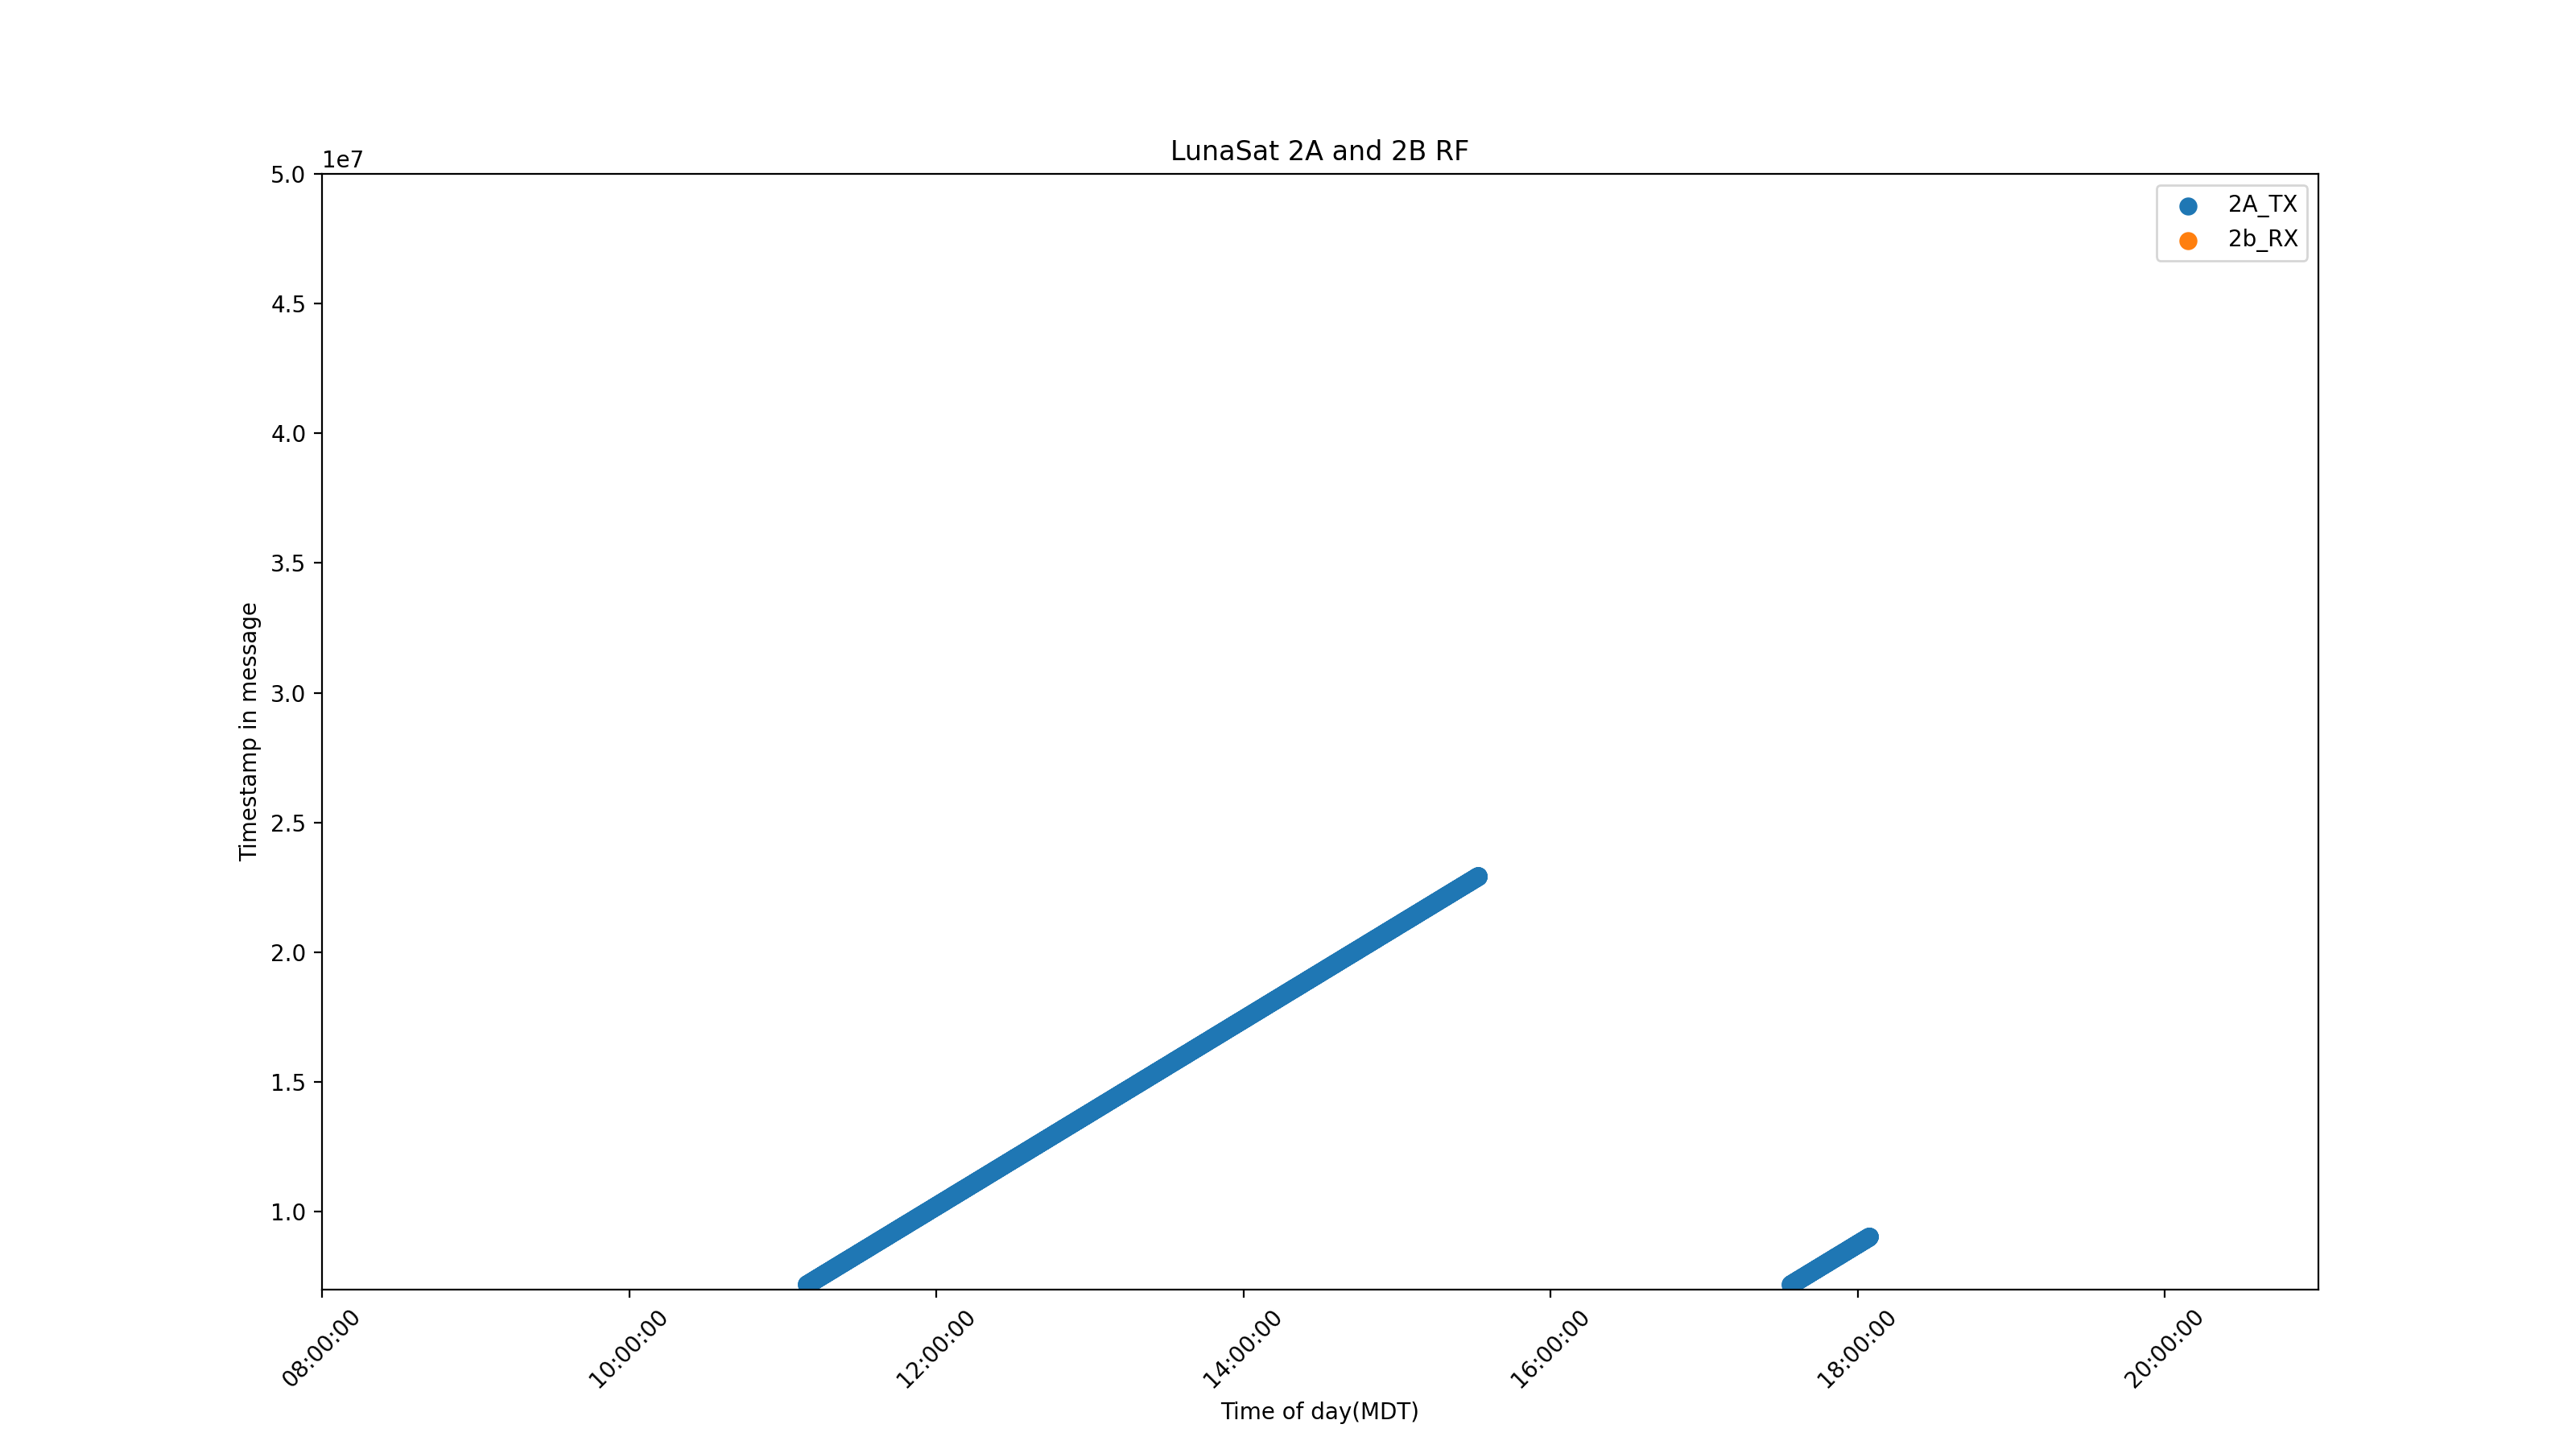 LunaSat 2A and 2B RF
1e7
5.0
4.5
4.0
3.5
3.0
2.5
2.0
1.5
1.0
Timestamp in message
2A_TX
2b_RX
08:00:00
10:00:00
12:00:00
14:00:00
16:00:00
18:00:00
20:00:00
Time of day(MDT)